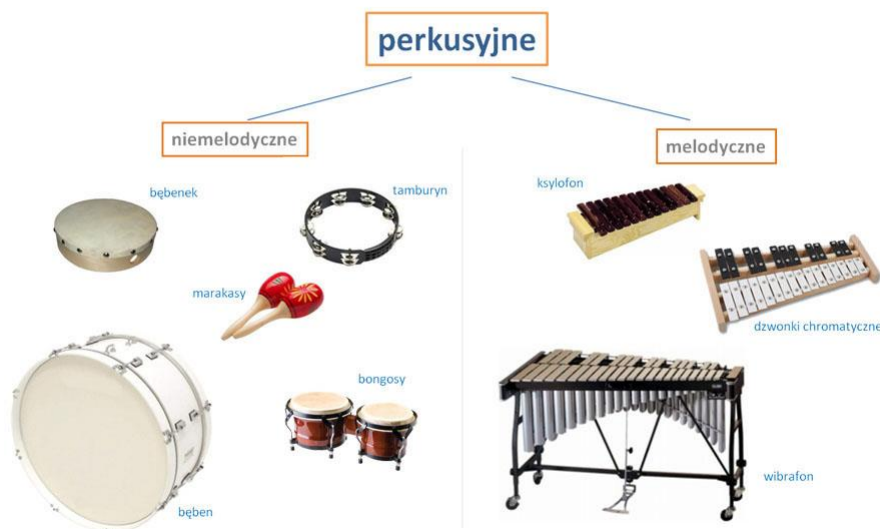 perkusyjne
niemelodyczne
melodyczne
bębenek
tamburyn
ksylofon
marakasy
dzwonki chromatyczne
bongosy
wibrafon
bęben